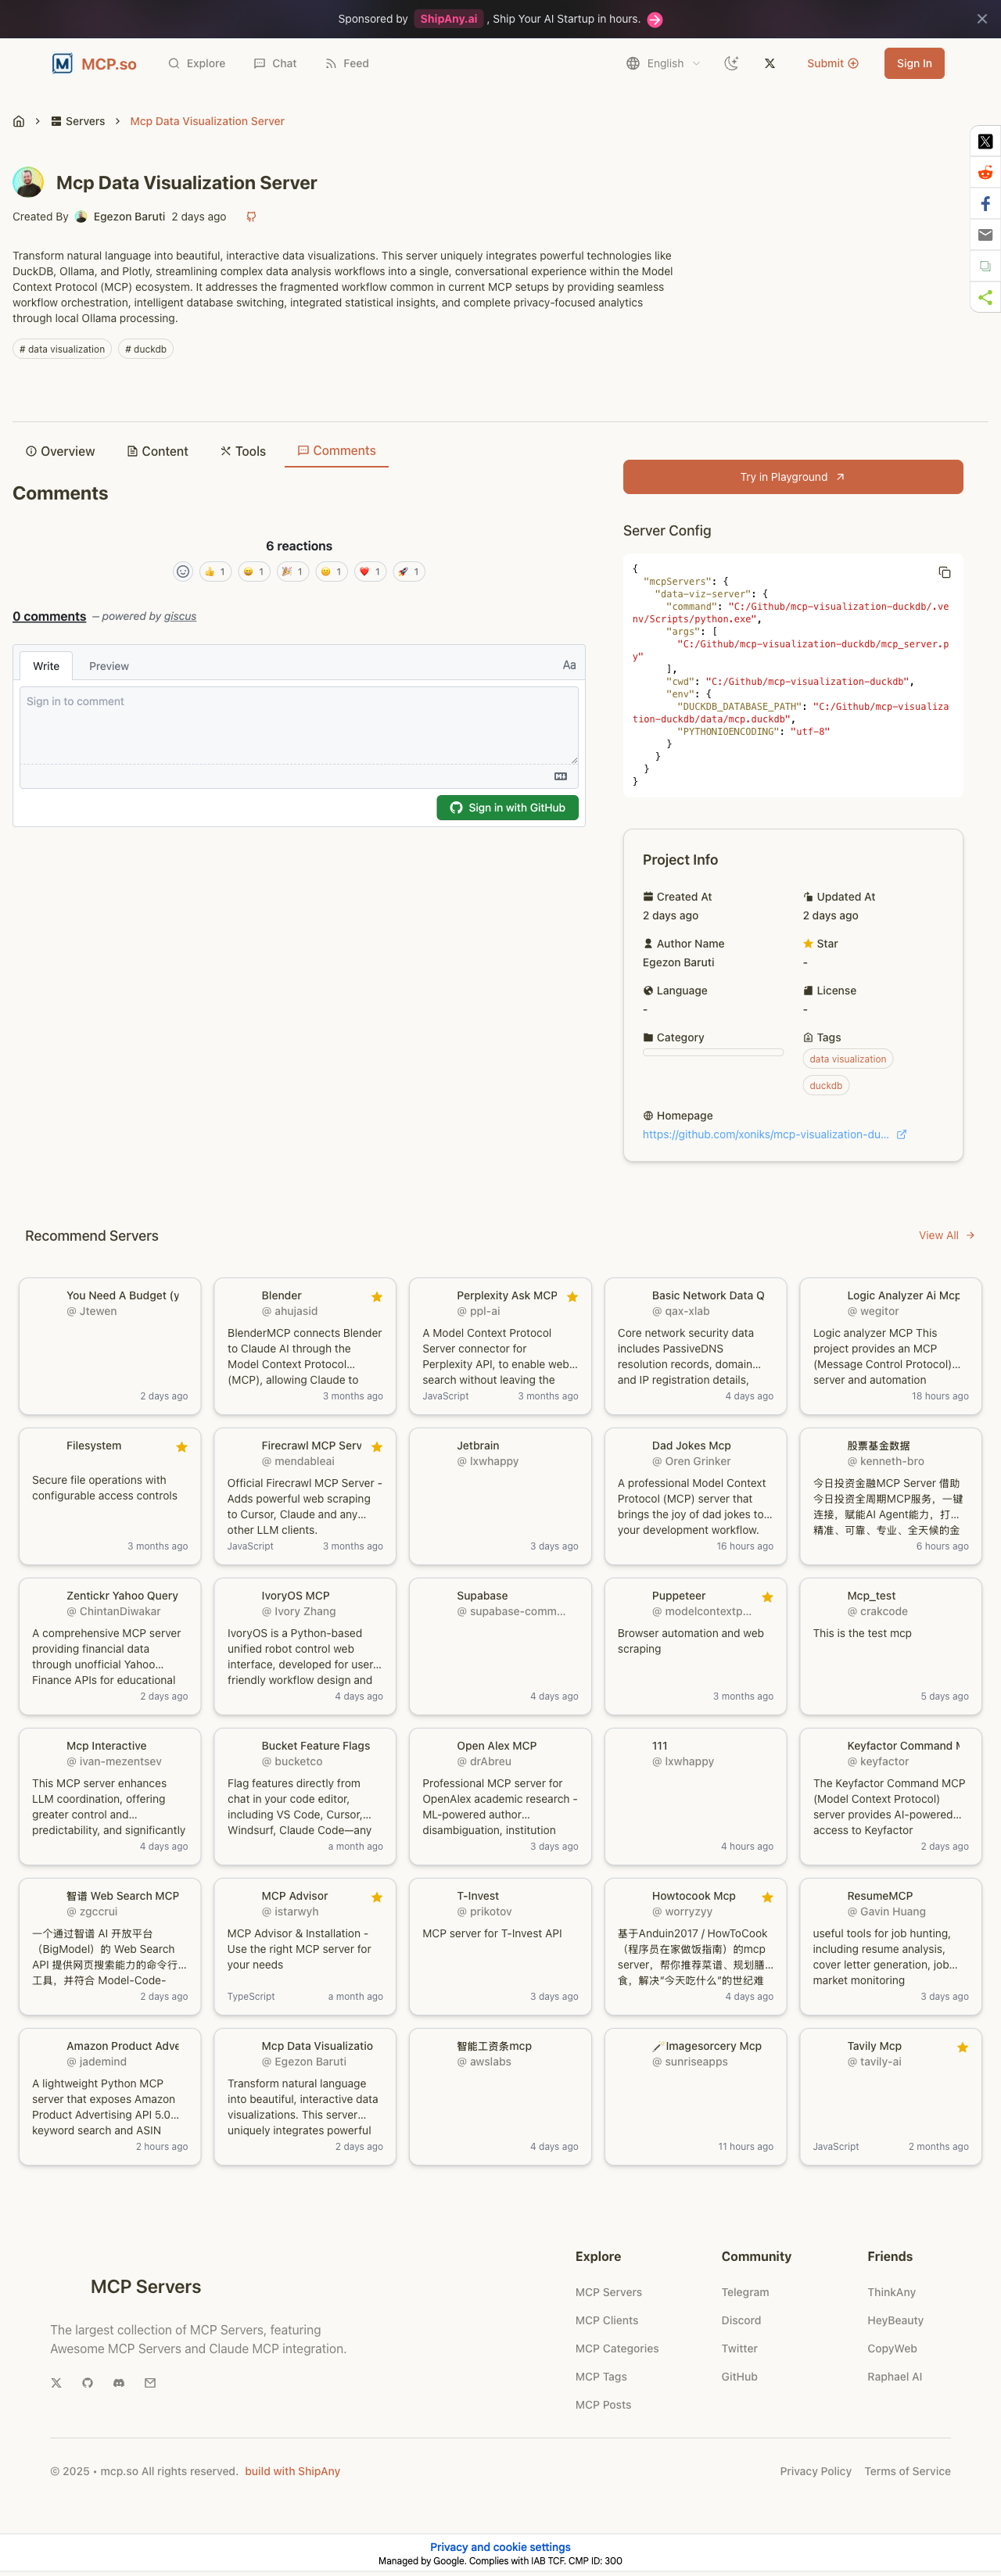 Sponsored by ShipAny.ai , Ship Your AI Startup in hours.
MCP.so Explore Chat Feed English Submit Sign In
Servers Mcp Data Visualization Server
Mcp Data Visualization Server
Created By Egezon Baruti 2 days ago
Transform natural language into beautiful, interactive data visualizations. This server uniquely integrates powerful technologies like
DuckDB, Ollama, and Plotly, streamlining complex data analysis workflows into a single, conversational experience within the Model
Context Protocol (MCP) ecosystem. It addresses the fragmented workflow common in current MCP setups by providing seamless
workflow orchestration, intelligent database switching, integrated statistical insights, and complete privacy-focused analytics
through local Ollama processing.
# data visualization # duckdb
Overview Content Tools Comments
Comments
6 reactions
👍 1 😄 1 🎉 1 😕 1 ❤️ 1 🚀 1
0 comments – powered by giscus
Write Preview Aa
Sign in to comment
Sign in with GitHub
Try in Playground
Server Config
{
"mcpServers": {
"data-viz-server": {
"command": "C:/Github/mcp-visualization-duckdb/.ve
nv/Scripts/python.exe",
"args": [
"C:/Github/mcp-visualization-duckdb/mcp_server.p
y"
],
"cwd": "C:/Github/mcp-visualization-duckdb",
"env": {
"DUCKDB_DATABASE_PATH": "C:/Github/mcp-visualiza
tion-duckdb/data/mcp.duckdb",
"PYTHONIOENCODING": "utf-8"
}
}
}
}
Project Info
Created At Updated At
2 days ago 2 days ago
Author Name Star
Egezon Baruti -
Language License
- -
Category Tags
data visualization
duckdb
Homepage
https://github.com/xoniks/mcp-visualization-du...
Recommend Servers View All
You Need A Budget (y
@ Jtewen
2 days ago
Blender
@ ahujasid
BlenderMCP connects Blender
to Claude AI through the
Model Context Protocol...
(MCP), allowing Claude to
3 months ago
Perplexity Ask MCP
@ ppl-ai
A Model Context Protocol
Server connector for
Perplexity API, to enable web...
search without leaving the
JavaScript 3 months ago
Basic Network Data Q
@ qax-xlab
Core network security data
includes PassiveDNS
resolution records, domain...
and IP registration details,
4 days ago
Logic Analyzer Ai Mcp
@ wegitor
Logic analyzer MCP This
project provides an MCP
(Message Control Protocol)...
server and automation
18 hours ago
Filesystem
Secure file operations with
configurable access controls
3 months ago
Firecrawl MCP Serv
@ mendableai
Official Firecrawl MCP Server -
Adds powerful web scraping
to Cursor, Claude and any...
other LLM clients.
JavaScript 3 months ago
Jetbrain
@ lxwhappy
3 days ago
Dad Jokes Mcp
@ Oren Grinker
A professional Model Context
Protocol (MCP) server that
brings the joy of dad jokes to...
your development workflow.
16 hours ago
股票基金数据
@ kenneth-bro
今日投资金融MCP Server 借助
今日投资全周期MCP服务，一键
连接，赋能AI Agent能力，打...
精准、可靠、专业、全天候的金
6 hours ago
Zentickr Yahoo Query
@ ChintanDiwakar
A comprehensive MCP server
providing financial data
through unofficial Yahoo...
Finance APIs for educational
2 days ago
IvoryOS MCP
@ Ivory Zhang
IvoryOS is a Python-based
unified robot control web
interface, developed for user...
friendly workflow design and
4 days ago
Supabase
@ supabase-comm...
4 days ago
Puppeteer
@ modelcontextp...
Browser automation and web
scraping
3 months ago
Mcp_test
@ crakcode
This is the test mcp
5 days ago
Mcp Interactive
@ ivan-mezentsev
This MCP server enhances
LLM coordination, offering
greater control and...
predictability, and significantly
4 days ago
Bucket Feature Flags
@ bucketco
Flag features directly from
chat in your code editor,
including VS Code, Cursor,...
Windsurf, Claude Code—any
a month ago
Open Alex MCP
@ drAbreu
Professional MCP server for
OpenAlex academic research -
ML-powered author...
disambiguation, institution
3 days ago
111
@ lxwhappy
4 hours ago
Keyfactor Command M
@ keyfactor
The Keyfactor Command MCP
(Model Context Protocol)
server provides AI-powered...
access to Keyfactor
2 days ago
智谱 Web Search MCP
@ zgccrui
一个通过智谱 AI 开放平台
（BigModel）的 Web Search
API 提供网页搜索能力的命令行...
工具，并符合 Model-Code-
2 days ago
MCP Advisor
@ istarwyh
MCP Advisor & Installation -
Use the right MCP server for
your needs
TypeScript a month ago
T-Invest
@ prikotov
MCP server for T-Invest API
3 days ago
Howtocook Mcp
@ worryzyy
基于Anduin2017 / HowToCook
（程序员在家做饭指南）的mcp
server，帮你推荐菜谱、规划膳...
食，解决“今天吃什么”的世纪难
4 days ago
ResumeMCP
@ Gavin Huang
useful tools for job hunting,
including resume analysis,
cover letter generation, job...
market monitoring
3 days ago
Amazon Product Adve
@ jademind
A lightweight Python MCP
server that exposes Amazon
Product Advertising API 5.0...
keyword search and ASIN
2 hours ago
Mcp Data Visualizatio
@ Egezon Baruti
Transform natural language
into beautiful, interactive data
visualizations. This server...
uniquely integrates powerful
2 days ago
智能工资条mcp
@ awslabs
4 days ago
🪄Imagesorcery Mcp
@ sunriseapps
11 hours ago
Tavily Mcp
@ tavily-ai
JavaScript 2 months ago
MCP Servers
The largest collection of MCP Servers, featuring
Awesome MCP Servers and Claude MCP integration.
Explore
MCP Servers
MCP Clients
MCP Categories
MCP Tags
MCP Posts
Community
Telegram
Discord
Twitter
GitHub
Friends
ThinkAny
HeyBeauty
CopyWeb
Raphael AI
© 2025 • mcp.so All rights reserved. build with ShipAny
Privacy Policy Terms of Service
Privacy and cookie settings
Managed by Google. Complies with IAB TCF. CMP ID: 300